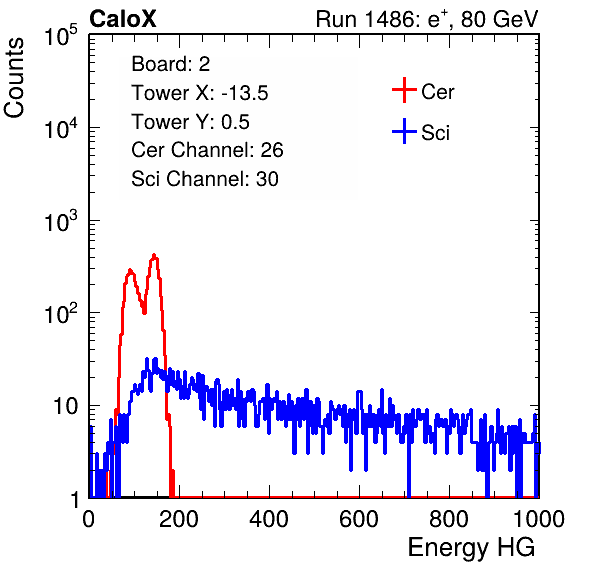 CaloX Run 1486: e⁺, 80 GeV
Counts
10⁵
10⁴
10³
10²
10
1
Board: 2
Tower X: -13.5
Tower Y: 0.5
Cer Channel: 26
Sci Channel: 30
Cer
Sci
0 200 400 600 800 1000
Energy HG